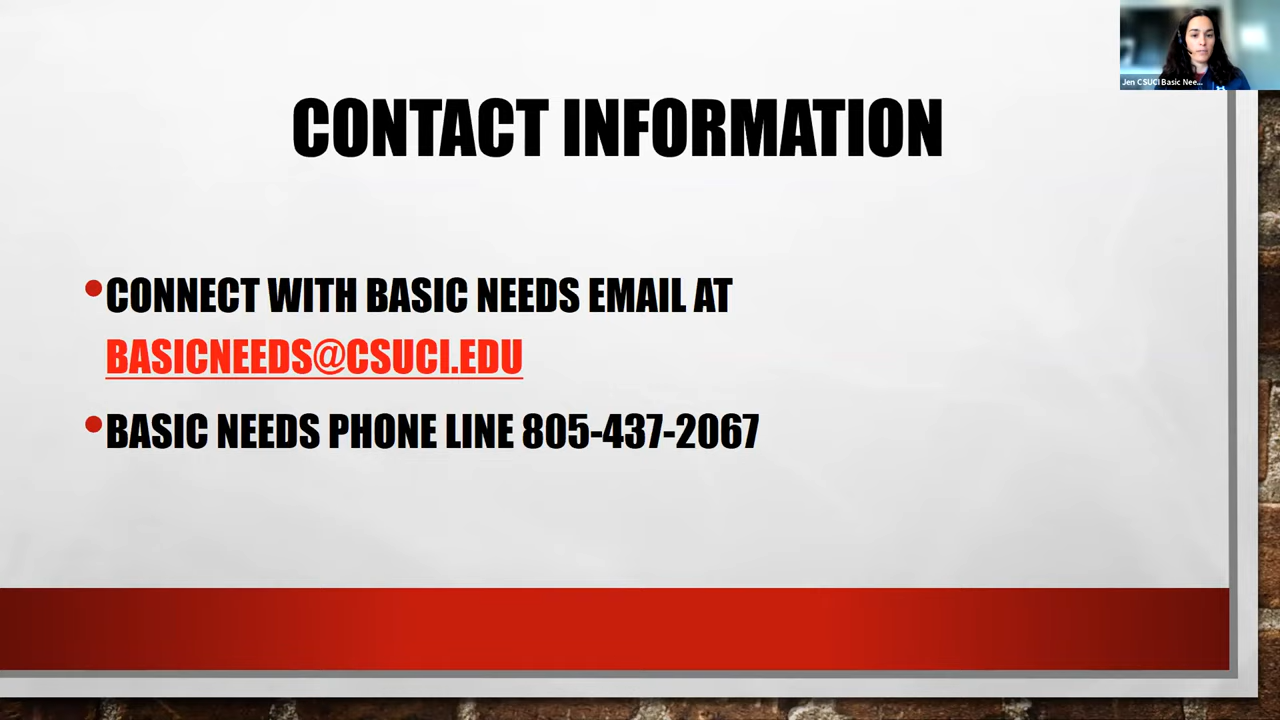 Jen CSUCI Basic Nee...
CONTACT INFORMATION
•CONNECT WITH BASIC NEEDS EMAIL AT
BASICNEEDS@CSUCI.EDU
•BASIC NEEDS PHONE LINE 805-437-2067